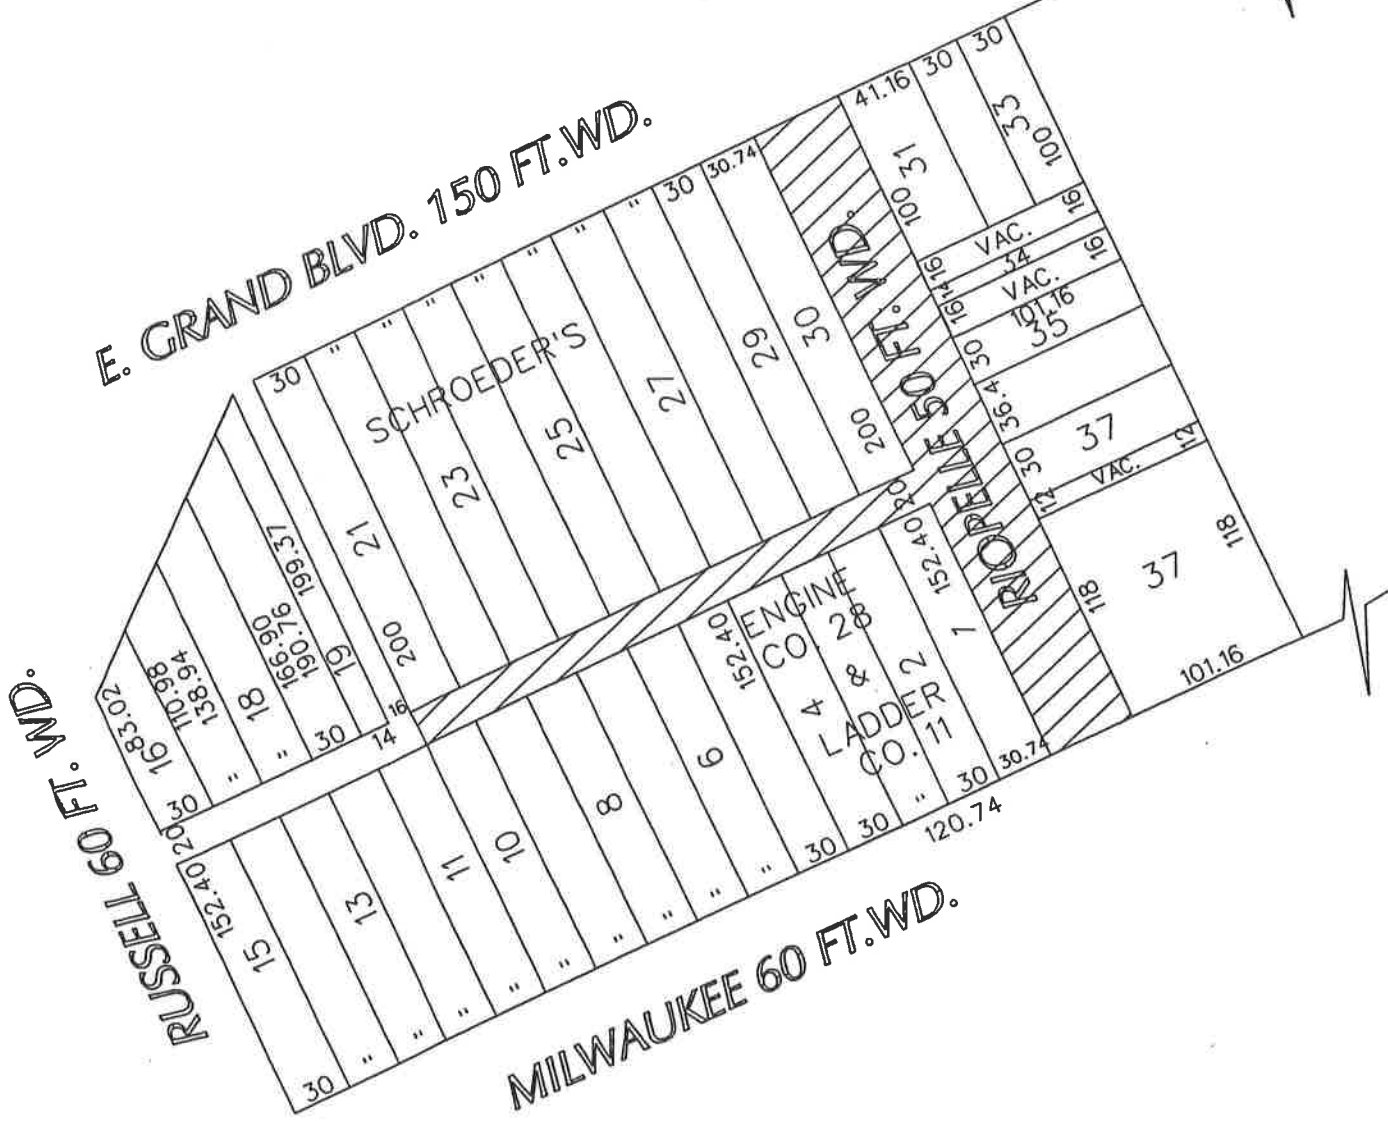 E. GRAND BLVD. 150 FT.WD.
RUSSELL 60 FT. WD.
MILWAUKEE 60 FT.WD.
RIOPELLE 50 FT. WD.
SCHROEDER'S
30 " " " " " " 30 30.74
41.16 30 30
21
23
25
27
29
30
200
200
20
100 31
33
100
16 VAC. 16
14 34
16 VAC. 16
101.16
30 35
36.4
30 37
12 VAC. 12
118 37 118
101.16
83.02
16
110.98
138.94
18
166.90
190.76
199.37
19
30 " " 30
14
16
20
152.40
15
13
11
10
8
6
152.40
ENGINE
CO. 28
4 & 2
LADDER
CO. 11
152.40
1
30 " " " " " " " " " 30 30 " 30 30.74
120.74